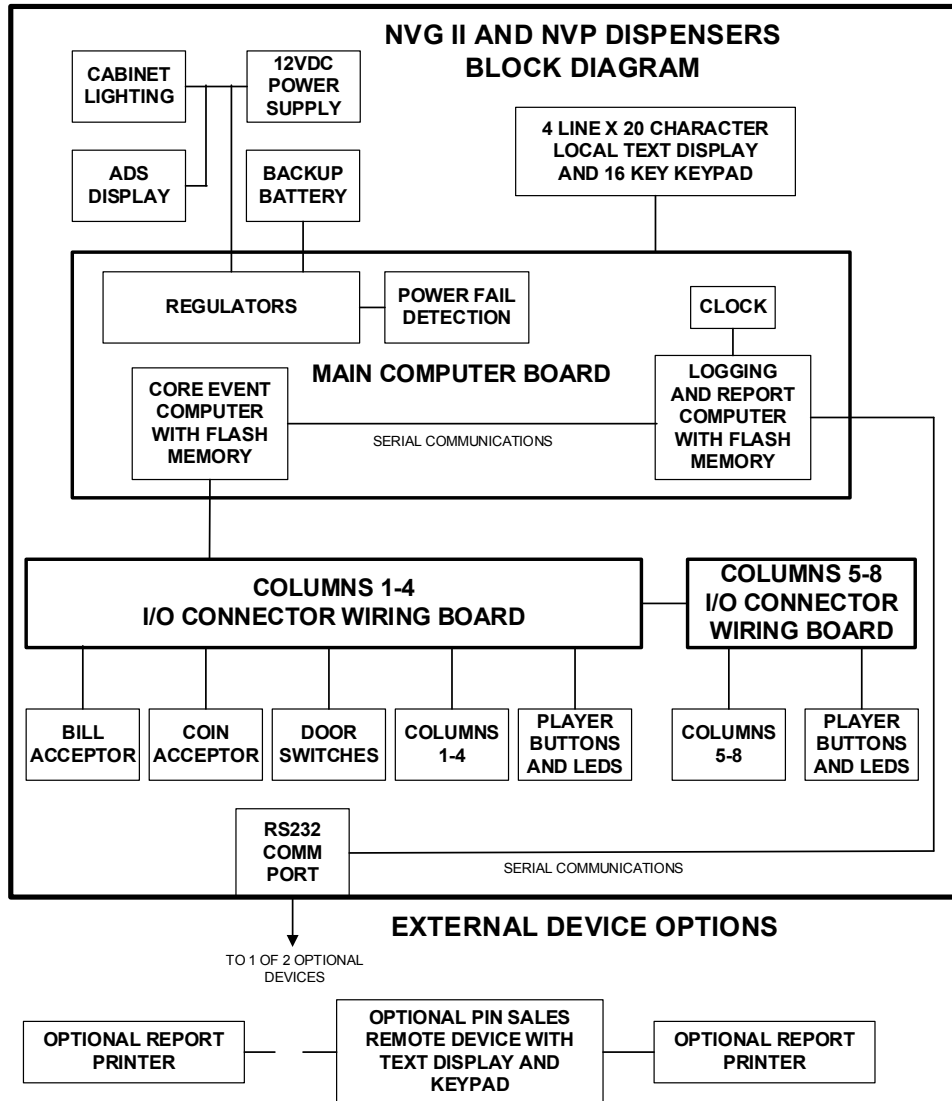 NVG II AND NVP DISPENSERS
BLOCK DIAGRAM
CABINET
LIGHTING
12VDC
POWER
SUPPLY
4 LINE X 20 CHARACTER
LOCAL TEXT DISPLAY
AND 16 KEY KEYPAD
ADS
DISPLAY
BACKUP
BATTERY
REGULATORS
POWER FAIL
DETECTION
CLOCK
MAIN COMPUTER BOARD
CORE EVENT
COMPUTER
WITH FLASH
MEMORY
SERIAL COMMUNICATIONS
LOGGING
AND REPORT
COMPUTER
WITH FLASH
MEMORY
COLUMNS 1-4
I/O CONNECTOR WIRING BOARD
COLUMNS 5-8
I/O CONNECTOR
WIRING BOARD
BILL
ACCEPTOR
COIN
ACCEPTOR
DOOR
SWITCHES
COLUMNS
1-4
PLAYER
BUTTONS
AND LEDS
COLUMNS
5-8
PLAYER
BUTTONS
AND LEDS
RS232
COMM
PORT
SERIAL COMMUNICATIONS
EXTERNAL DEVICE OPTIONS
TO 1 OF 2 OPTIONAL
DEVICES
OPTIONAL REPORT
PRINTER
OPTIONAL PIN SALES
REMOTE DEVICE WITH
TEXT DISPLAY AND
KEYPAD
OPTIONAL REPORT
PRINTER